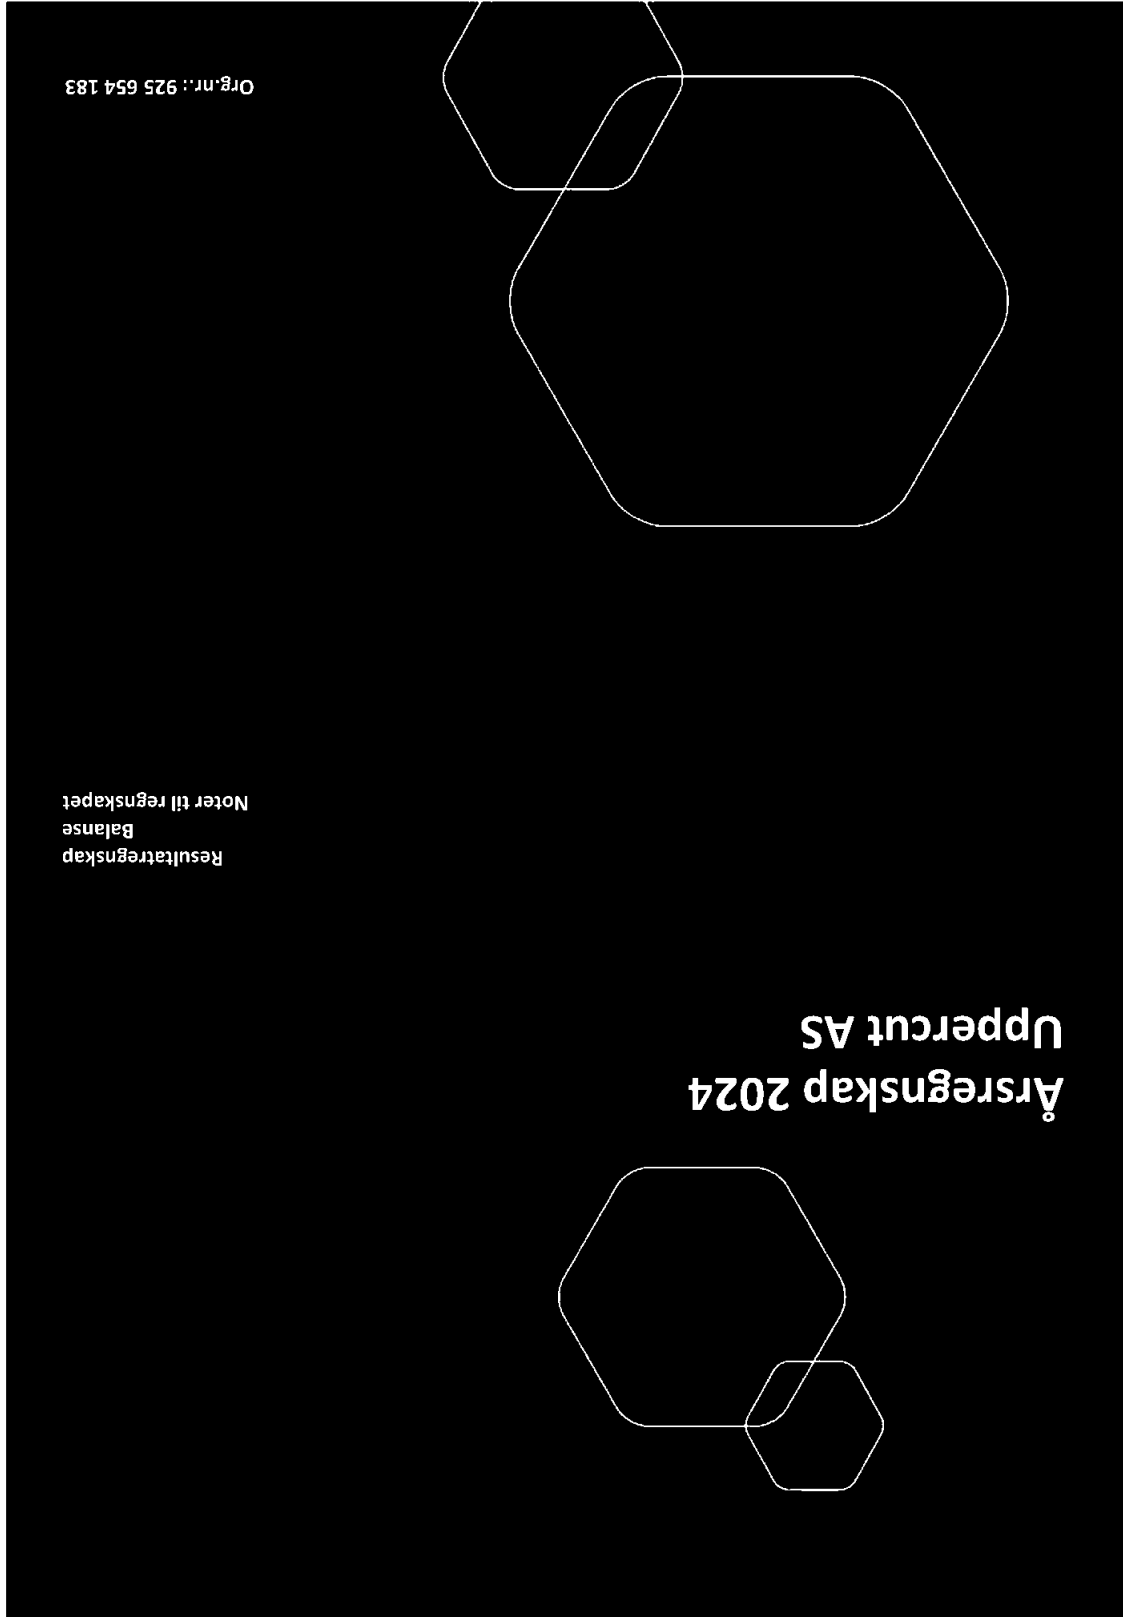 Årsregnskap 2024
Uppercut AS
Resultatregnskap
Balanse
Noter til regnskapet
Org.nr.: 925 654 183